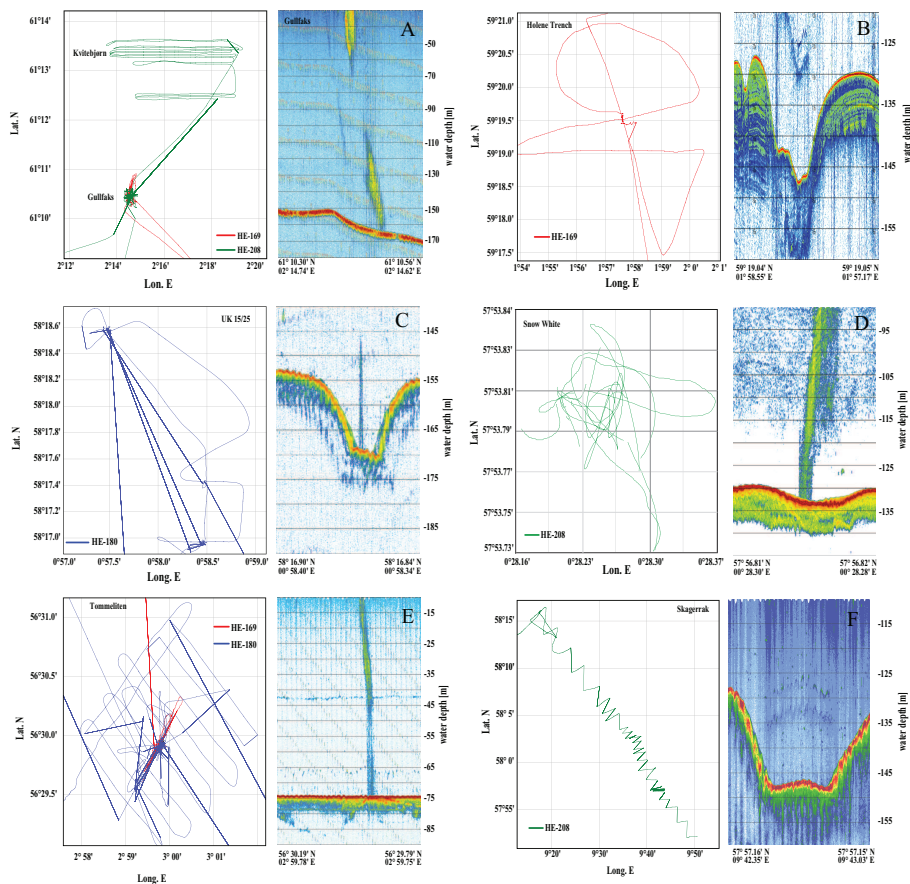 61°14'
61°13'
61°12'
61°11'
61°10'
Lat. N
Kvitebjørn
Gullfaks
HE-169
HE-208
2°12'
2°14'
2°16'
2°18'
2°20'
Lon. E
Gullfaks
A
-50
-70
-90
-110
-130
-150
-170
water depth [m]
61° 10.30' N
02° 14.74' E
61° 10.56' N
02° 14.62' E
59°21.0'
59°20.5'
59°20.0'
59°19.5'
59°19.0'
59°18.5'
59°18.0'
59°17.5'
Lat. N
Holene Trench
HE-169
1°54'
1°55'
1°56'
1°57'
1°58'
1°59'
2° 0'
2° 1'
Long. E
B
-125
-135
-145
-155
water depth [m]
59° 19.04' N
01° 58.55' E
59° 19.05' N
01° 57.17' E
58°18.6'
58°18.4'
58°18.2'
58°18.0'
58°17.8'
58°17.6'
58°17.4'
58°17.2'
58°17.0'
Lat. N
UK 15/25
HE-180
0°57.0'
0°57.5'
0°58.0'
0°58.5'
0°59.0'
Long. E
C
-145
-155
-165
-175
-185
water depth [m]
58° 16.90' N
00° 58.40' E
58° 16.84' N
00° 58.34' E
57°53.84'
57°53.83'
57°53.81'
57°53.79'
57°53.77'
57°53.75'
57°53.73'
Lat. N
Snow White
HE-208
0°28.16'
0°28.23'
0°28.30'
0°28.37'
Lon. E
D
-95
-105
-115
-125
-135
water depth [m]
57° 56.81' N
00° 28.30' E
57° 56.82' N
00° 28.28' E
56°31.0'
56°30.5'
56°30.0'
56°29.5'
Lat. N
Tommeliten
HE-169
HE-180
2° 58'
2° 59'
3° 00'
3° 01'
Long. E
E
-15
-25
-35
-45
-55
-65
-75
-85
water depth [m]
56° 30.19' N
02° 59.78' E
56° 29.79' N
02° 59.75' E
58°15'
58°10'
58° 5'
58° 0'
57°55'
Lat. N
Skagerrak
HE-208
9°20'
9°30'
9°40'
9°50'
Long. E
F
-115
-125
-135
-145
-155
water depth [m]
57° 57.16' N
09° 42.35' E
57° 57.15' N
09° 43.03' E